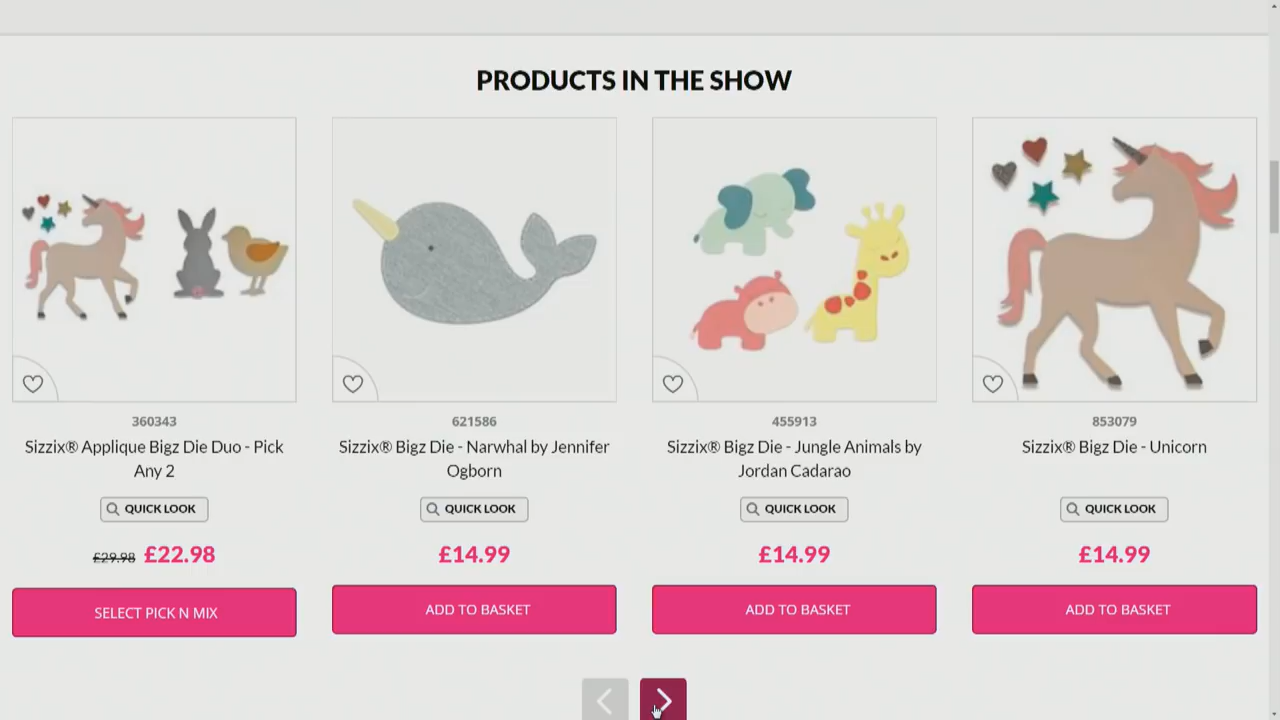 PRODUCTS IN THE SHOW
360343
Sizzix® Applique Bigz Die Duo - Pick
Any 2
QUICK LOOK
£29.98 £22.98
SELECT PICK N MIX
621586
Sizzix® Bigz Die - Narwhal by Jennifer
Ogborn
QUICK LOOK
£14.99
ADD TO BASKET
455913
Sizzix® Bigz Die - Jungle Animals by
Jordan Cadarao
QUICK LOOK
£14.99
ADD TO BASKET
853079
Sizzix® Bigz Die - Unicorn
QUICK LOOK
£14.99
ADD TO BASKET